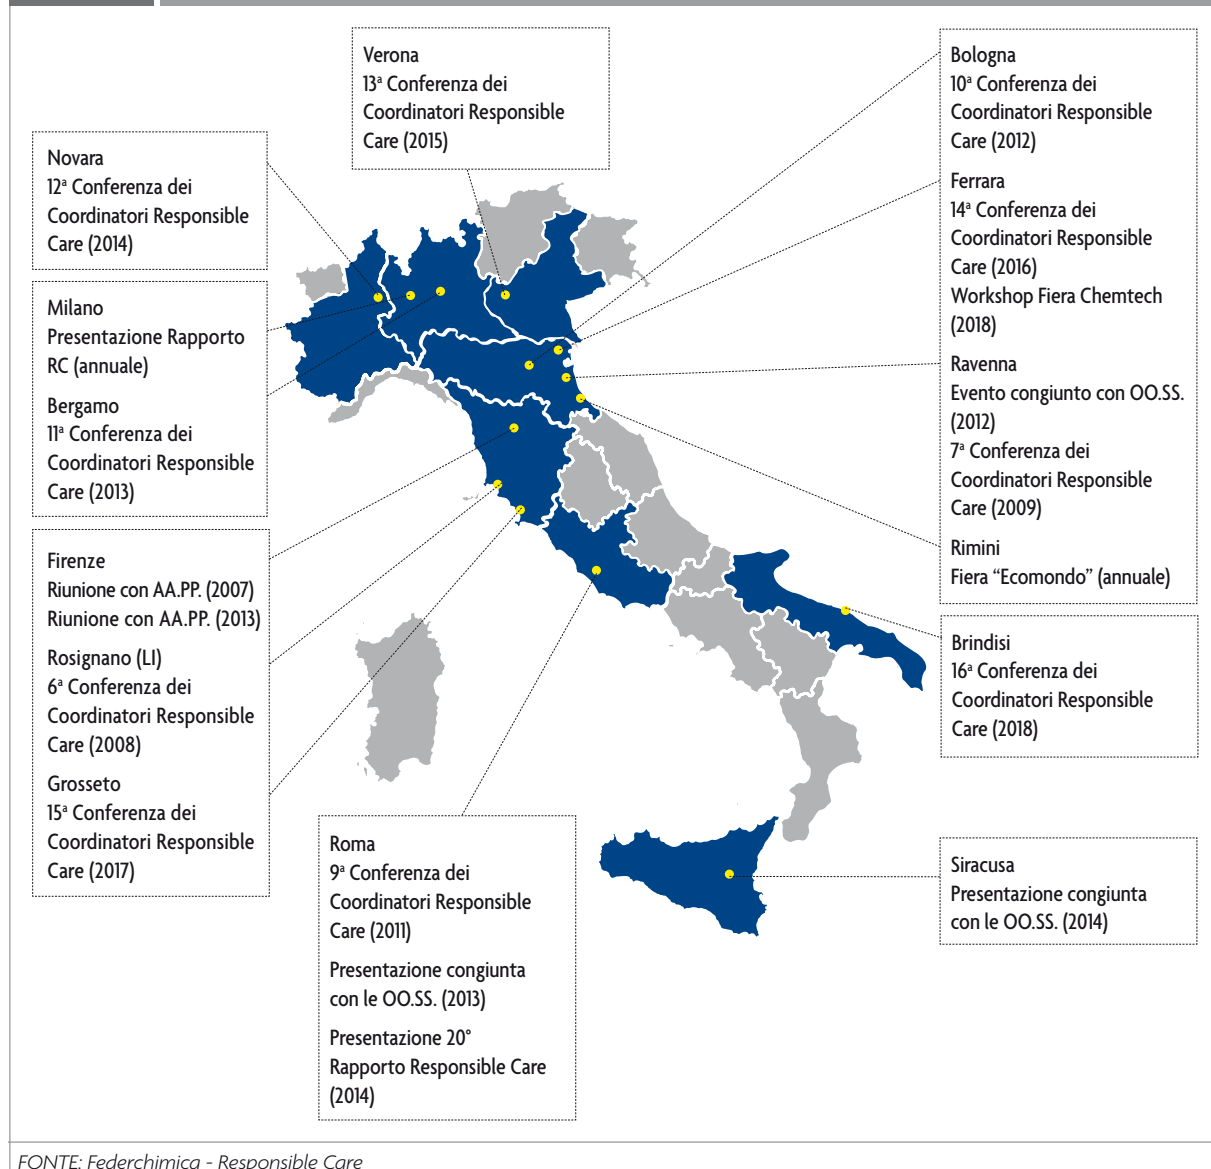 Verona
13ª Conferenza dei
Coordinatori Responsible
Care (2015)
Novara
12ª Conferenza dei
Coordinatori Responsible
Care (2014)
Milano
Presentazione Rapporto
RC (annuale)
Bergamo
11ª Conferenza dei
Coordinatori Responsible
Care (2013)
Firenze
Riunione con AA.PP. (2007)
Riunione con AA.PP. (2013)
Rosignano (LI)
6ª Conferenza dei
Coordinatori Responsible
Care (2008)
Grosseto
15ª Conferenza dei
Coordinatori Responsible
Care (2017)
Roma
9ª Conferenza dei
Coordinatori Responsible
Care (2011)
Presentazione congiunta
con le OO.SS. (2013)
Presentazione 20°
Rapporto Responsible Care
(2014)
Bologna
10ª Conferenza dei
Coordinatori Responsible
Care (2012)
Ferrara
14ª Conferenza dei
Coordinatori Responsible
Care (2016)
Workshop Fiera Chemtech
(2018)
Ravenna
Evento congiunto con OO.SS.
(2012)
7ª Conferenza dei
Coordinatori Responsible
Care (2009)
Rimini
Fiera “Ecomondo” (annuale)
Brindisi
16ª Conferenza dei
Coordinatori Responsible
Care (2018)
Siracusa
Presentazione congiunta
con le OO.SS. (2014)
FONTE: Federchimica - Responsible Care